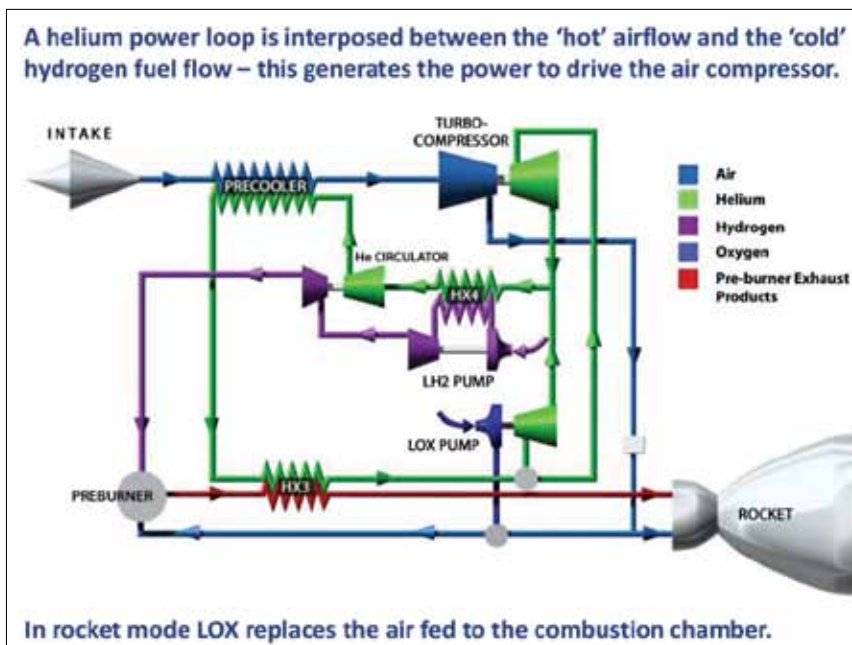 A helium power loop is interposed between the ‘hot’ airflow and the ‘cold’
hydrogen fuel flow – this generates the power to drive the air compressor.
INTAKE
TURBO-
COMPRESSOR
PRECOOLER
Air
Helium
Hydrogen
Oxygen
Pre-burner Exhaust
Products
He CIRCULATOR
HX4
LH2 PUMP
LOX PUMP
PREBURNER
HX3
ROCKET
In rocket mode LOX replaces the air fed to the combustion chamber.